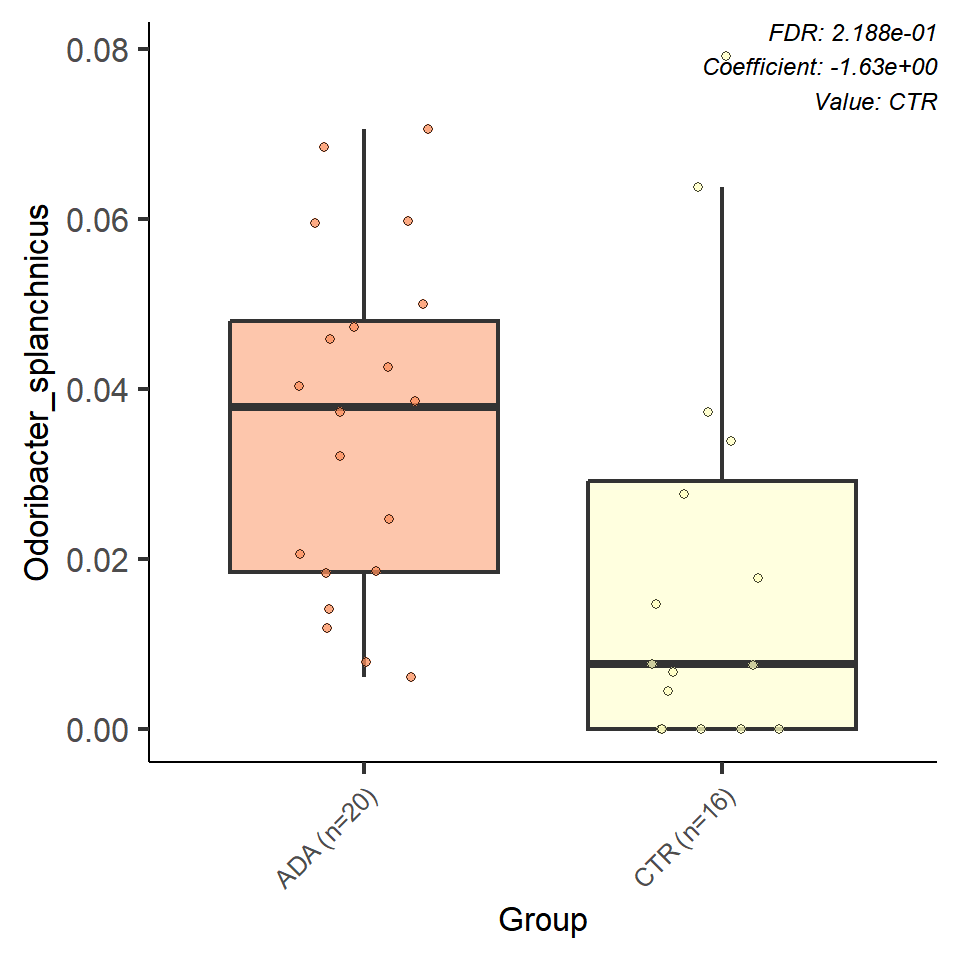 FDR: 2.188e-01
Coefficient: -1.63e+00
Value: CTR
Odoribacter_splanchnicus
0.08
0.06
0.04
0.02
0.00
ADA (n=20)
CTR (n=16)
Group